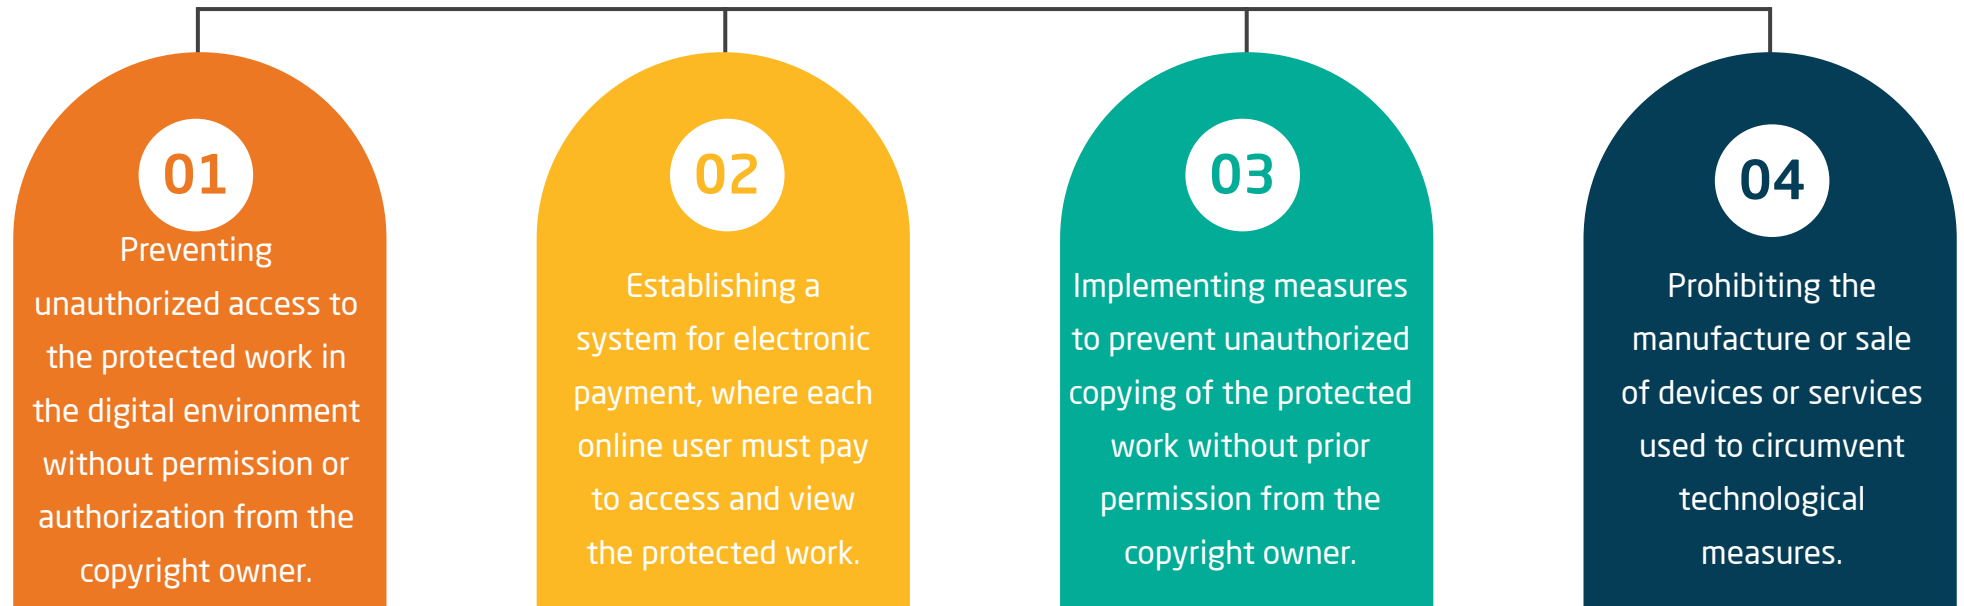 01
Preventing
unauthorized access to
the protected work in
the digital environment
without permission or
authorization from the
copyright owner.
02
Establishing a
system for electronic
payment, where each
online user must pay
to access and view
the protected work.
03
Implementing measures
to prevent unauthorized
copying of the protected
work without prior
permission from the
copyright owner.
04
Prohibiting the
manufacture or sale
of devices or services
used to circumvent
technological
measures.